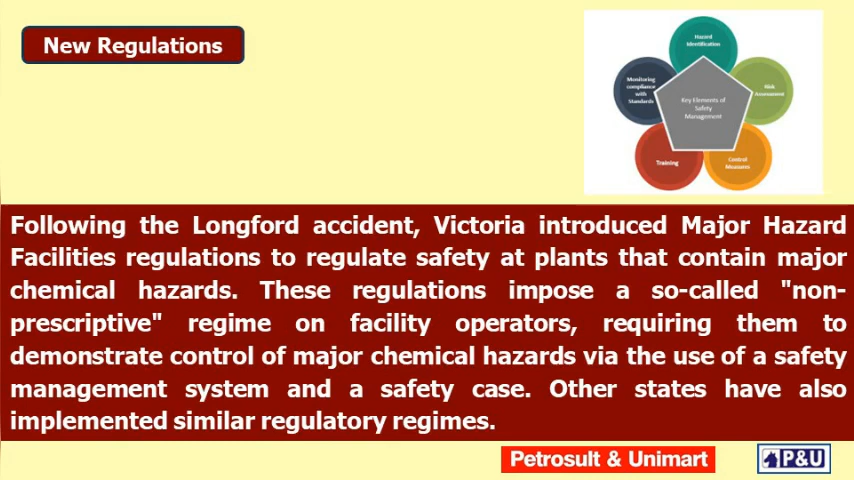 New Regulations
Hazard
Identification
Monitoring
compliance
with
Standards
Key Elements of
Safety
Management
Risk
Assessment
Training
Control
Measures
Following the Longford accident, Victoria introduced Major Hazard
Facilities regulations to regulate safety at plants that contain major
chemical hazards. These regulations impose a so-called "non-
prescriptive" regime on facility operators, requiring them to
demonstrate control of major chemical hazards via the use of a safety
management system and a safety case. Other states have also
implemented similar regulatory regimes.
Petrosult & Unimart
P&U